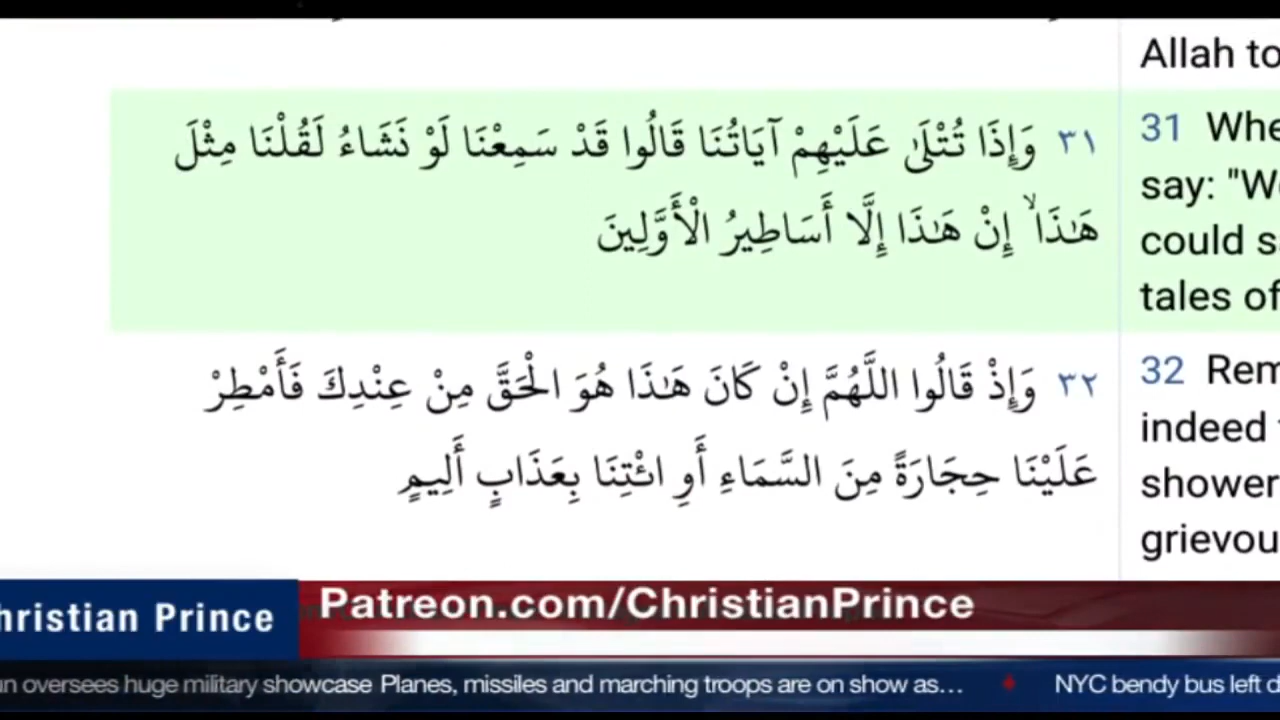 Allah to
٣١ وَإِذَا تُتْلَىٰ عَلَيْهِمْ آيَاتُنَا قَالُوا قَدْ سَمِعْنَا لَوْ نَشَاءُ لَقُلْنَا مِثْلَ
هَـٰذَا ۙ إِنْ هَـٰذَا إِلَّا أَسَاطِيرُ الْأَوَّلِينَ
31 Whe
say: "We
could s
tales of
٣٢ وَإِذْ قَالُوا اللَّهُمَّ إِنْ كَانَ هَـٰذَا هُوَ الْحَقَّ مِنْ عِنْدِكَ فَأَمْطِرْ
عَلَيْنَا حِجَارَةً مِنَ السَّمَاءِ أَوِ ائْتِنَا بِعَذَابٍ أَلِيمٍ
32 Rem
indeed
shower
grievou
hristian Prince
Patreon.com/ChristianPrince
un oversees huge military showcase Planes, missiles and marching troops are on show as…
NYC bendy bus left d